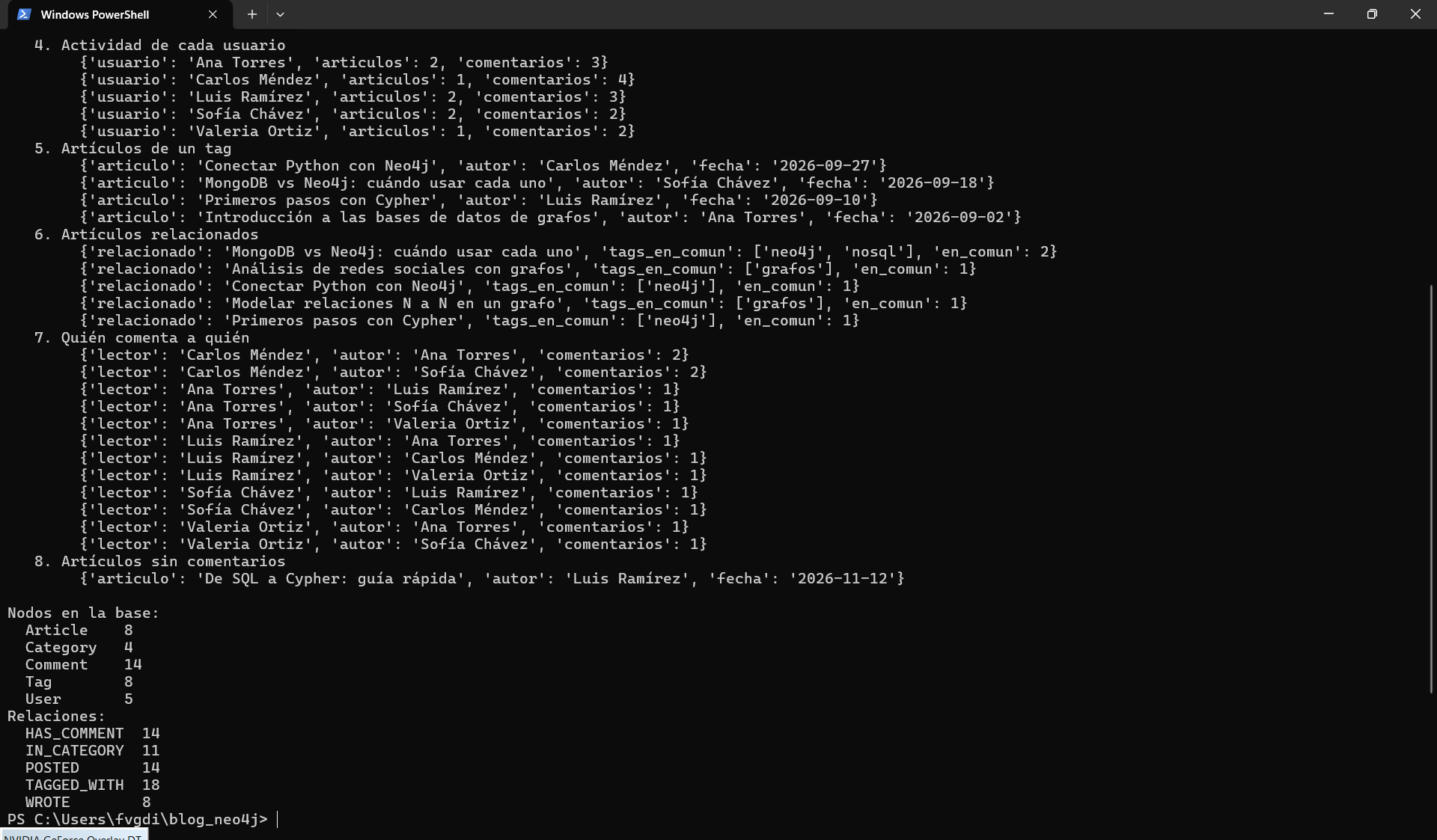 Windows PowerShell
4. Actividad de cada usuario
{'usuario': 'Ana Torres', 'articulos': 2, 'comentarios': 3}
{'usuario': 'Carlos Méndez', 'articulos': 1, 'comentarios': 4}
{'usuario': 'Luis Ramírez', 'articulos': 2, 'comentarios': 3}
{'usuario': 'Sofía Chávez', 'articulos': 2, 'comentarios': 2}
{'usuario': 'Valeria Ortiz', 'articulos': 1, 'comentarios': 2}
5. Artículos de un tag
{'articulo': 'Conectar Python con Neo4j', 'autor': 'Carlos Méndez', 'fecha': '2026-09-27'}
{'articulo': 'MongoDB vs Neo4j: cuándo usar cada uno', 'autor': 'Sofía Chávez', 'fecha': '2026-09-18'}
{'articulo': 'Primeros pasos con Cypher', 'autor': 'Luis Ramírez', 'fecha': '2026-09-10'}
{'articulo': 'Introducción a las bases de datos de grafos', 'autor': 'Ana Torres', 'fecha': '2026-09-02'}
6. Artículos relacionados
{'relacionado': 'MongoDB vs Neo4j: cuándo usar cada uno', 'tags_en_comun': ['neo4j', 'nosql'], 'en_comun': 2}
{'relacionado': 'Análisis de redes sociales con grafos', 'tags_en_comun': ['grafos'], 'en_comun': 1}
{'relacionado': 'Conectar Python con Neo4j', 'tags_en_comun': ['neo4j'], 'en_comun': 1}
{'relacionado': 'Modelar relaciones N a N en un grafo', 'tags_en_comun': ['grafos'], 'en_comun': 1}
{'relacionado': 'Primeros pasos con Cypher', 'tags_en_comun': ['neo4j'], 'en_comun': 1}
7. Quién comenta a quién
{'lector': 'Carlos Méndez', 'autor': 'Ana Torres', 'comentarios': 2}
{'lector': 'Carlos Méndez', 'autor': 'Sofía Chávez', 'comentarios': 2}
{'lector': 'Ana Torres', 'autor': 'Luis Ramírez', 'comentarios': 1}
{'lector': 'Ana Torres', 'autor': 'Sofía Chávez', 'comentarios': 1}
{'lector': 'Ana Torres', 'autor': 'Valeria Ortiz', 'comentarios': 1}
{'lector': 'Luis Ramírez', 'autor': 'Ana Torres', 'comentarios': 1}
{'lector': 'Luis Ramírez', 'autor': 'Carlos Méndez', 'comentarios': 1}
{'lector': 'Luis Ramírez', 'autor': 'Valeria Ortiz', 'comentarios': 1}
{'lector': 'Sofía Chávez', 'autor': 'Luis Ramírez', 'comentarios': 1}
{'lector': 'Sofía Chávez', 'autor': 'Carlos Méndez', 'comentarios': 1}
{'lector': 'Valeria Ortiz', 'autor': 'Ana Torres', 'comentarios': 1}
{'lector': 'Valeria Ortiz', 'autor': 'Sofía Chávez', 'comentarios': 1}
8. Artículos sin comentarios
{'articulo': 'De SQL a Cypher: guía rápida', 'autor': 'Luis Ramírez', 'fecha': '2026-11-12'}
Nodos en la base:
Article 8
Category 4
Comment 14
Tag 8
User 5
Relaciones:
HAS_COMMENT 14
IN_CATEGORY 11
POSTED 14
TAGGED_WITH 18
WROTE 8
PS C:\Users\fvgdi\blog_neo4j>
NVIDIA GeForce Overlay DT